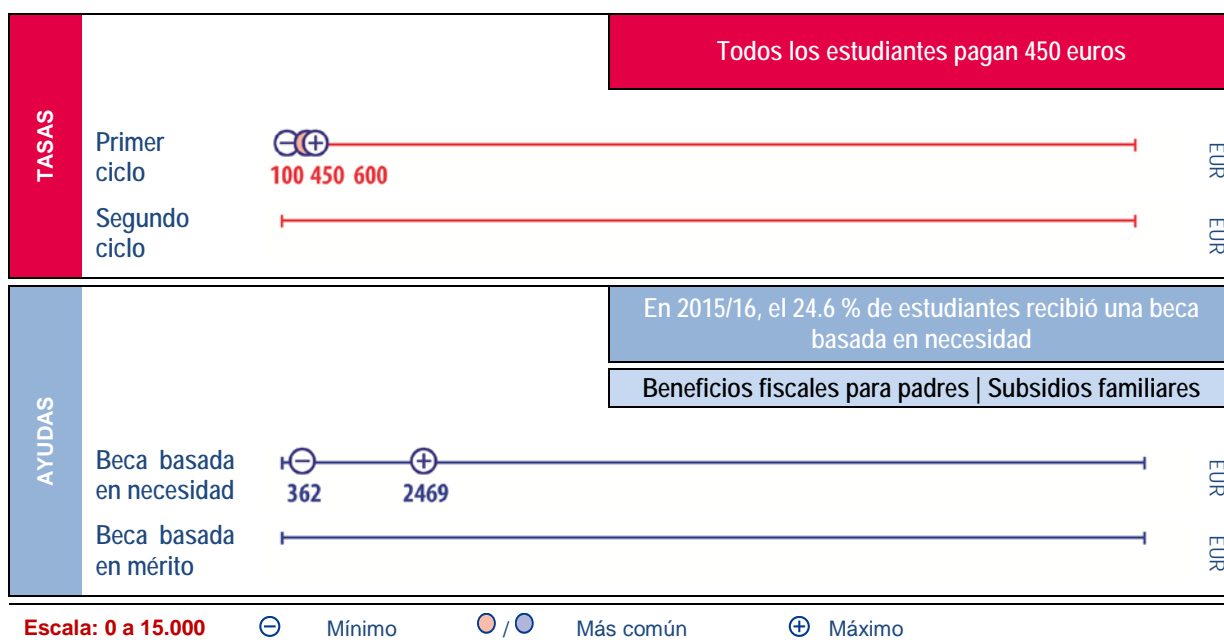 Todos los estudiantes pagan 450 euros
TASAS
Primer
ciclo
100 450 600
EUR
Segundo
ciclo
EUR
En 2015/16, el 24.6 % de estudiantes recibió una beca
basada en necesidad
Beneficios fiscales para padres | Subsidios familiares
AYUDAS
Beca basada
en necesidad
362 2469
EUR
Beca basada
en mérito
EUR
Escala: 0 a 15.000 Mínimo / Más común Máximo